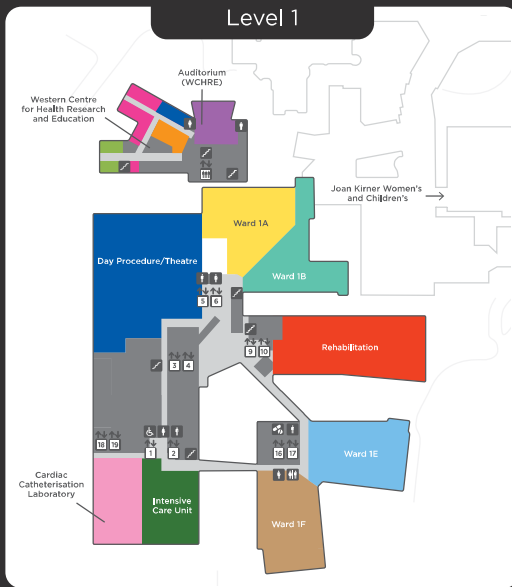 Level 1
Auditorium
(WCHRE)
Western Centre
for Health Research
and Education
Joan Kirner Women's
and Children's
Ward 1A
Day Procedure/Theatre
Ward 1B
5 6
Rehabilitation
9 10
3 4
18 19
1 2
16 17
Ward 1E
Cardiac
Catheterisation
Laboratory
Intensive
Care Unit
Ward 1F